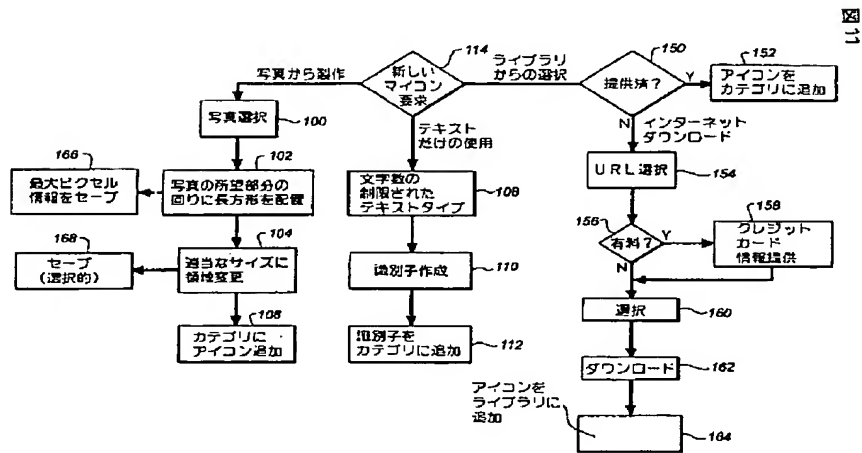 図11
新しい
マイコン
要求
114
写真から製作
写真選択
100
写真の所望部分の
回りに長方形を配置
102
最大ピクセル
情報をセーブ
166
適当なサイズに
領域変更
104
セーブ
(選択的)
168
カテゴリに
アイコン追加
108
テキスト
だけの使用
文字数の
制限された
テキストタイプ
108
識別子作成
110
識別子を
カテゴリに追加
112
ライブラリ
からの選択
提供済?
150
Y
アイコンを
カテゴリに追加
152
N
インターネット
ダウンロード
URL選択
154
有料?
156
Y
クレジット
カード
情報提供
158
N
選択
160
ダウンロード
162
アイコンを
ライブラリに
追加
164